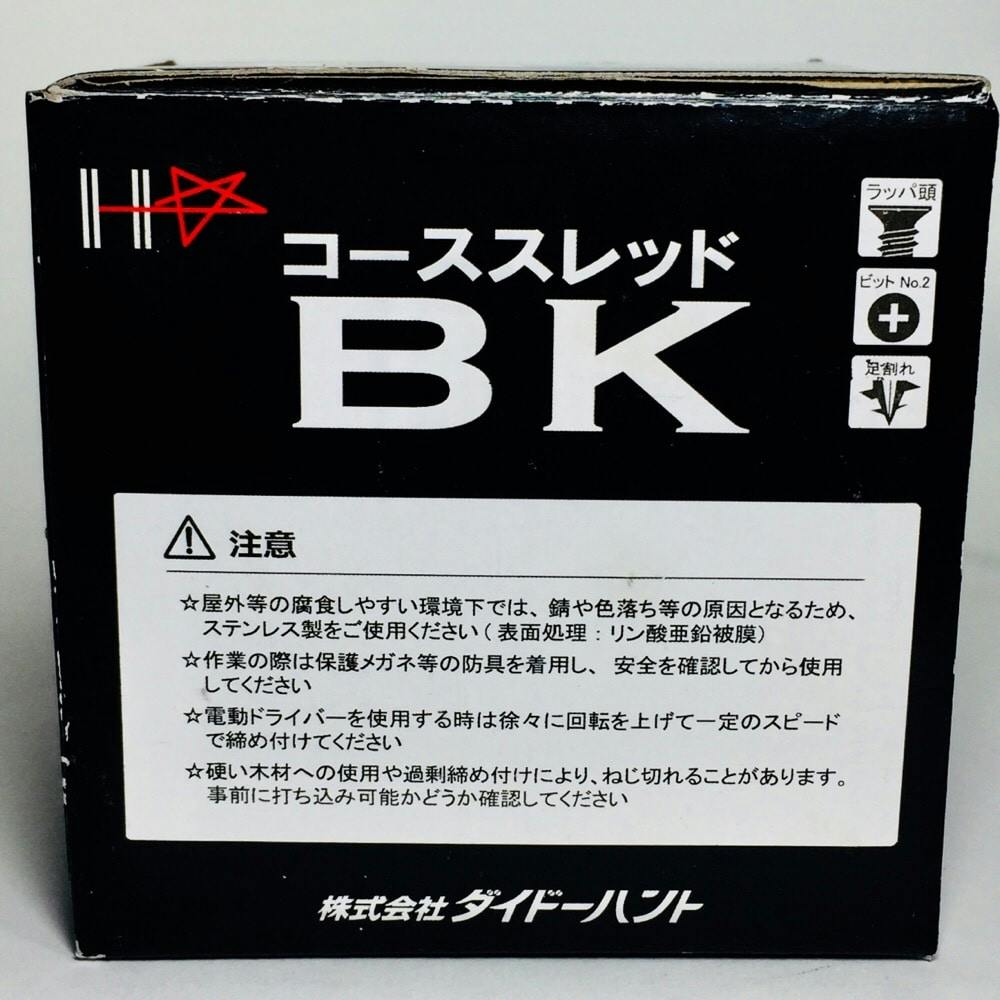 H
コーススレッド
BK
ラッパ頭
ビット No.2
足割れ
注意
☆屋外等の腐食しやすい環境下では、錆や色落ち等の原因となるため、
ステンレス製をご使用ください(表面処理:リン酸亜鉛被膜)
☆作業の際は保護メガネ等の防具を着用し、安全を確認してから使用
してください
☆電動ドライバーを使用する時は徐々に回転を上げて一定のスピード
で締め付けてください
☆硬い木材への使用や過剰締め付けにより、ねじ切れることがあります。
事前に打ち込み可能かどうか確認してください
株式会社 ダイドーハント